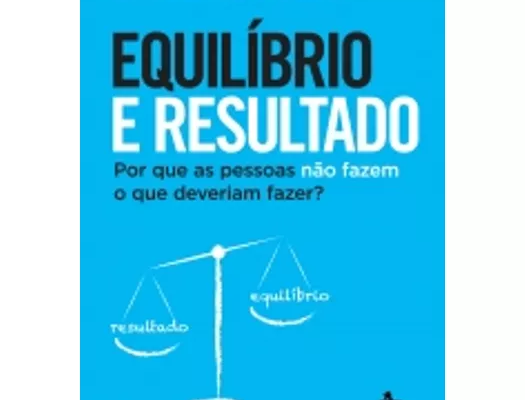 EQUILÍBRIO
E RESULTADO
Por que as pessoas não fazem
o que deveriam fazer?
equilíbrio
resultado